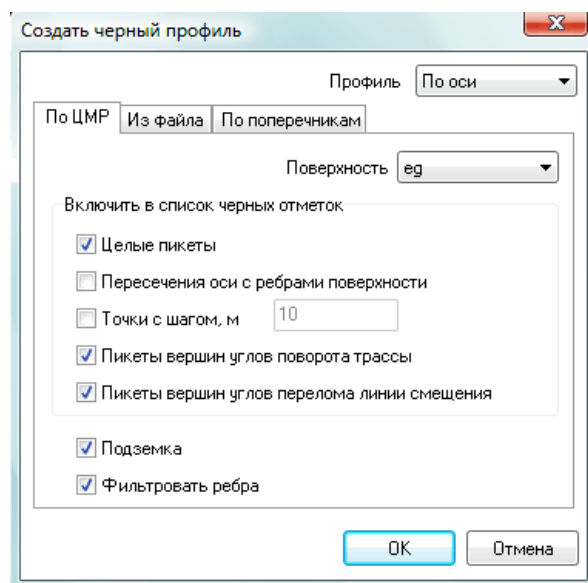 Создать черный профиль
Профиль По оси
По ЦМР Из файла По поперечникам
Поверхность eg
Включить в список черных отметок
Целые пикеты
Пересечения оси с ребрами поверхности
Точки с шагом, м 10
Пикеты вершин углов поворота трассы
Пикеты вершин углов перелома линии смещения
Подземка
Фильтровать ребра
ОК Отмена